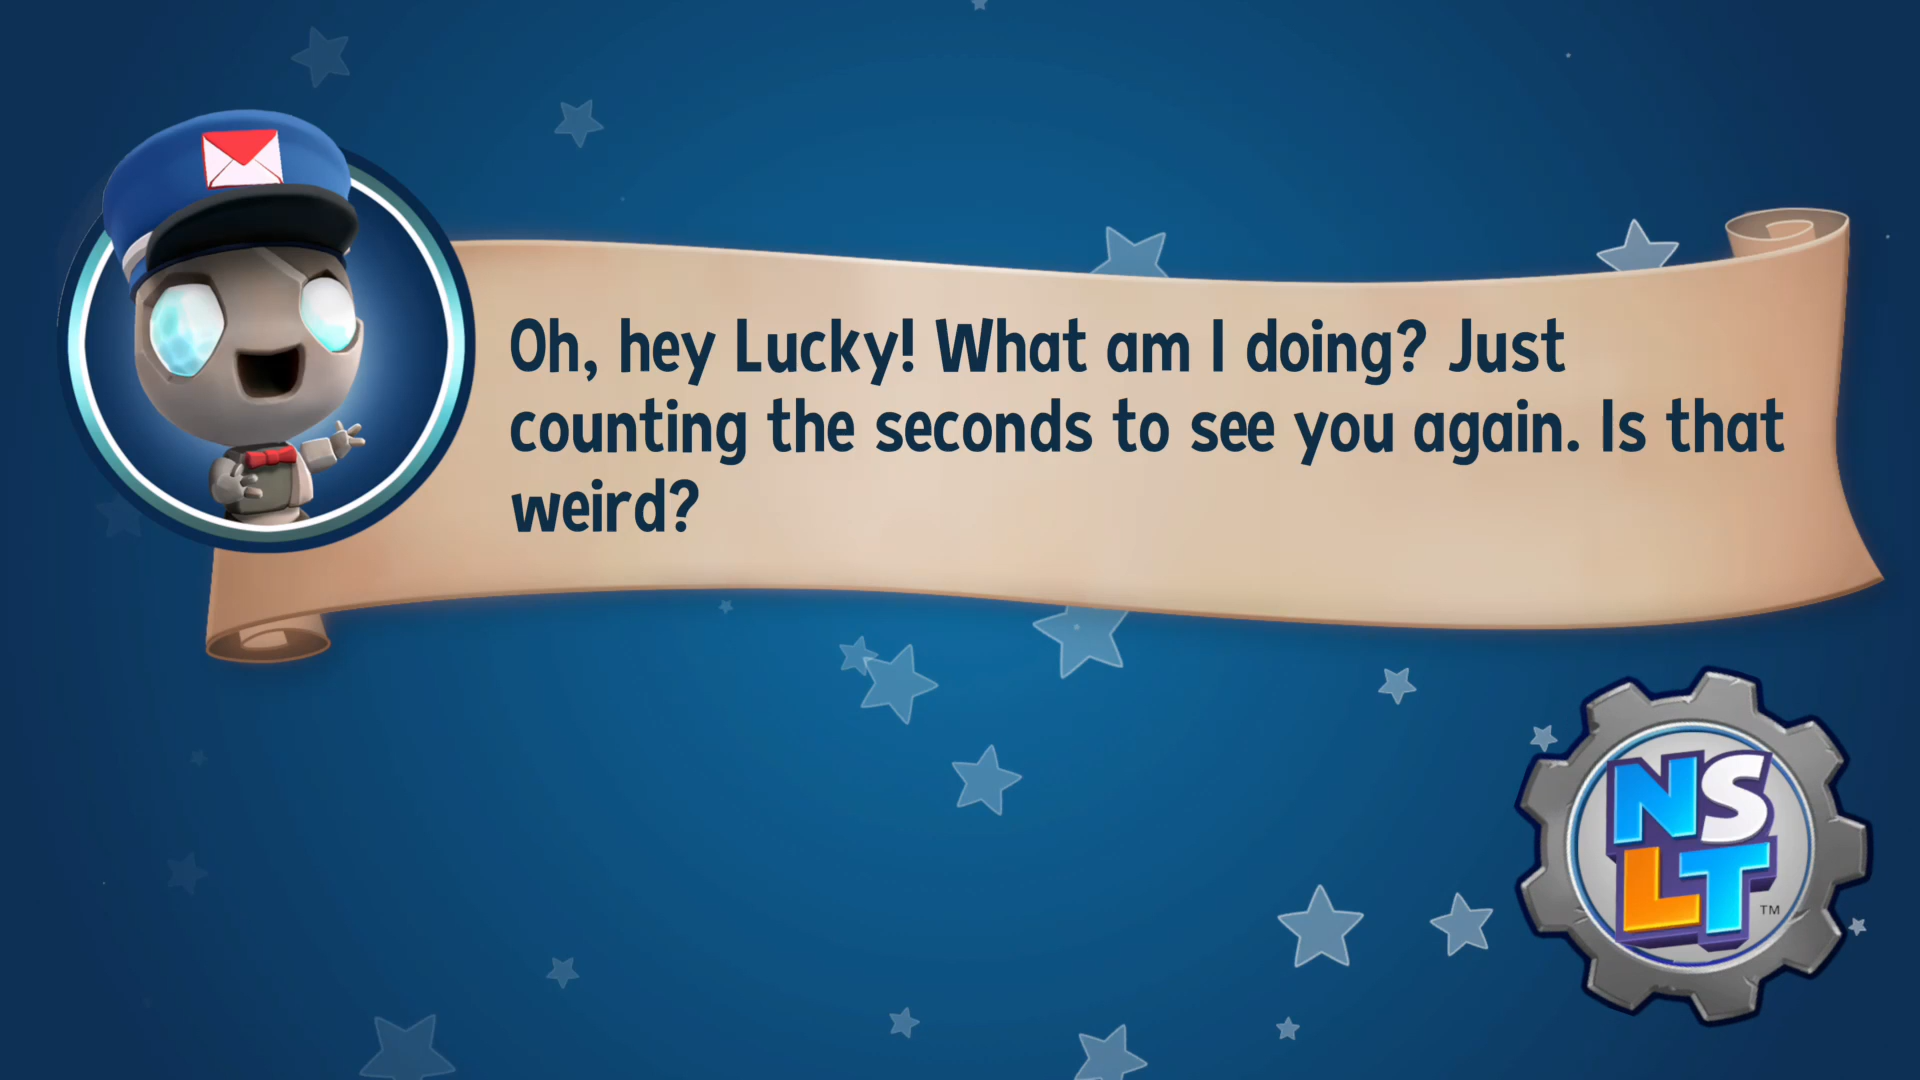 Oh, hey Lucky! What am I doing? Just
counting the seconds to see you again. Is that
weird?
NS
LT
TM